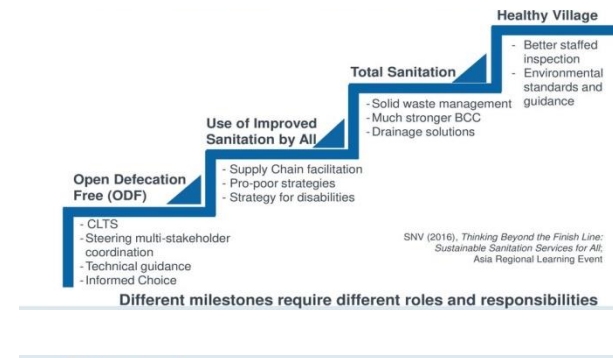 Healthy Village
- Better staffed
inspection
- Environmental
standards and
guidance
Total Sanitation
- Solid waste management
- Much stronger BCC
- Drainage solutions
Use of Improved
Sanitation by All
- Supply Chain facilitation
- Pro-poor strategies
- Strategy for disabilities
Open Defecation
Free (ODF)
- CLTS
- Steering multi-stakeholder
coordination
- Technical guidance
- Informed Choice
SNV (2016), Thinking Beyond the Finish Line:
Sustainable Sanitation Services for All;
Asia Regional Learning Event
Different milestones require different roles and responsibilities